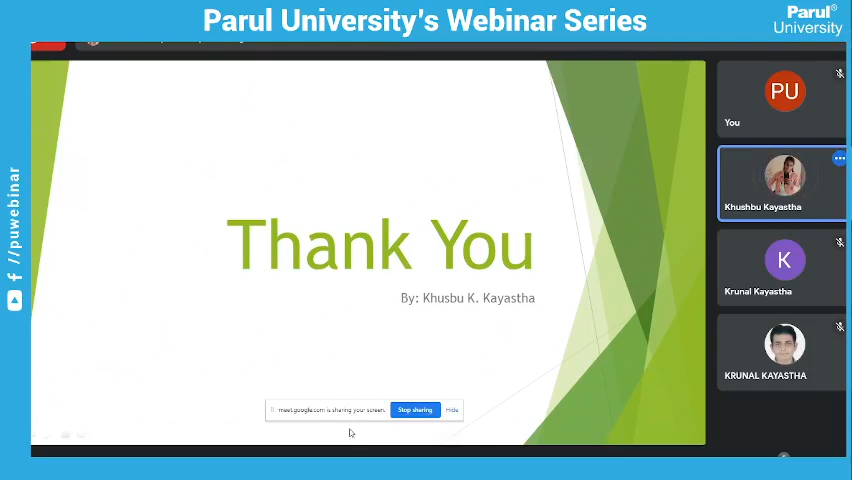 Parul University's Webinar Series
Parul®
University
//puwebinar
f
Thank You
By: Khusbu K. Kayastha
meet.google.com is sharing your screen.
Stop sharing
Hide
PU
You
Khushbu Kayastha
K
Krunal Kayastha
KRUNAL KAYASTHA